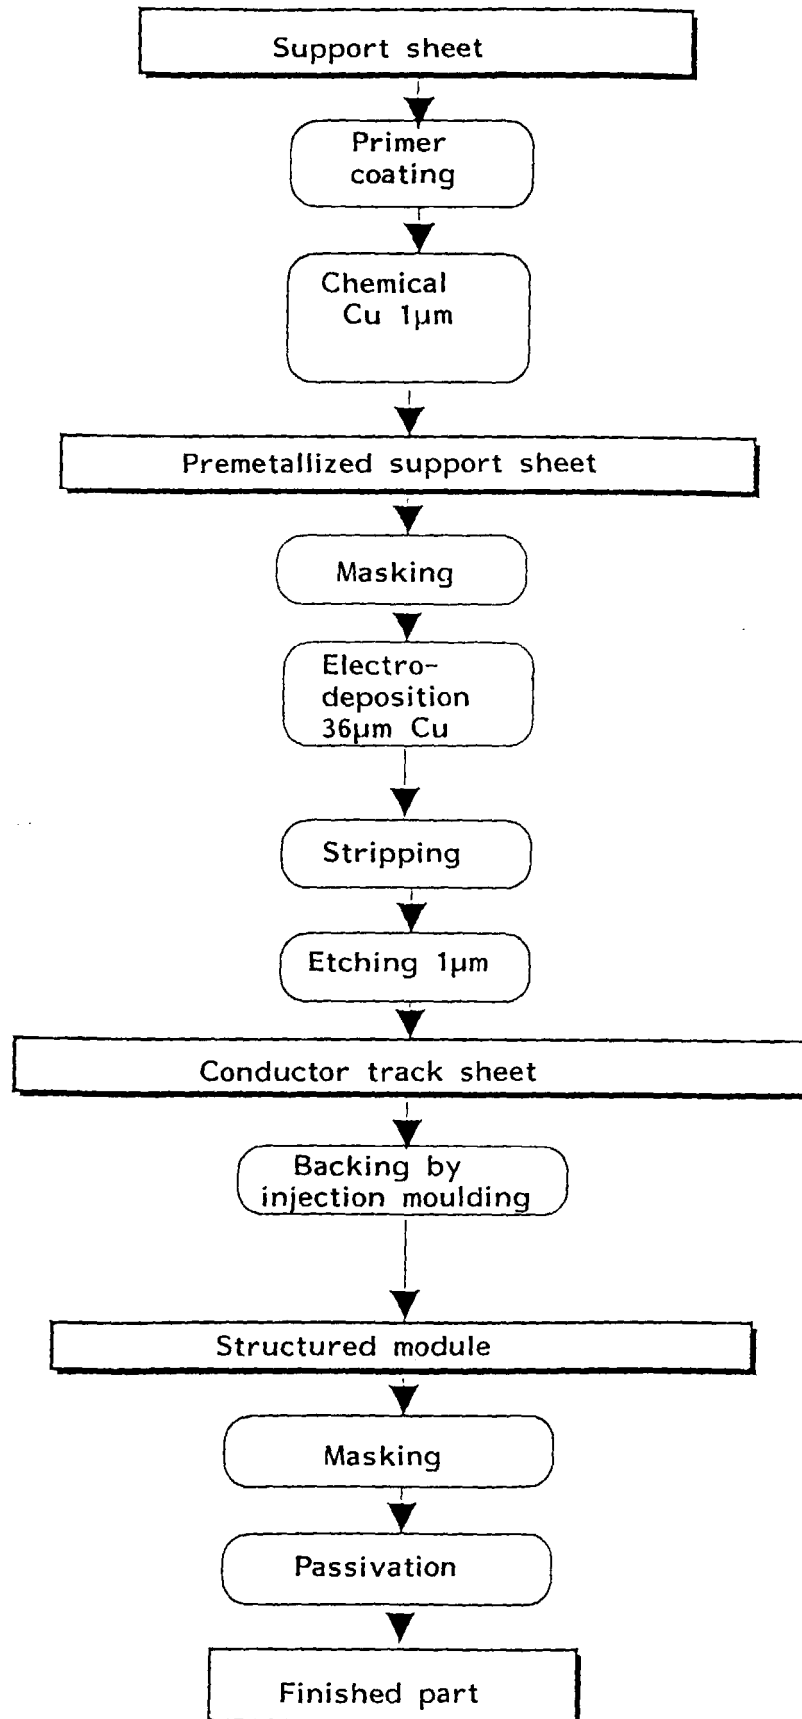 Support sheet
Primer
coating
Chemical
Cu 1µm
Premetallized support sheet
Masking
Electro-
deposition
36µm Cu
Stripping
Etching 1µm
Conductor track sheet
Backing by
injection moulding
Structured module
Masking
Passivation
Finished part